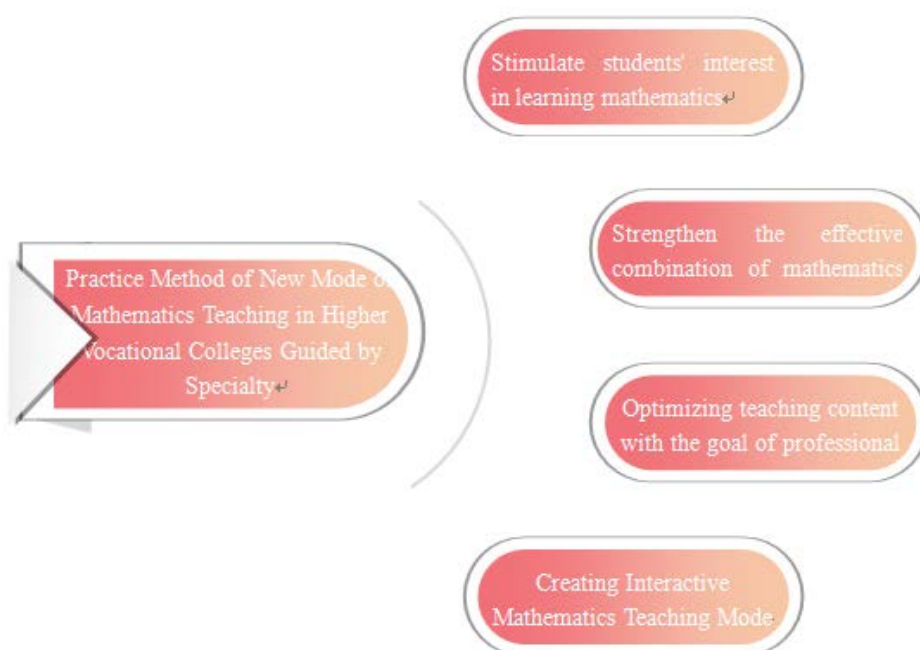 Stimulate students' interest
in learning mathematics
Practice Method of New Mode of
Mathematics Teaching in Higher
Vocational Colleges Guided by
Specialty
Strengthen the effective
combination of mathematics
Optimizing teaching content
with the goal of professional
Creating Interactive
Mathematics Teaching Mode